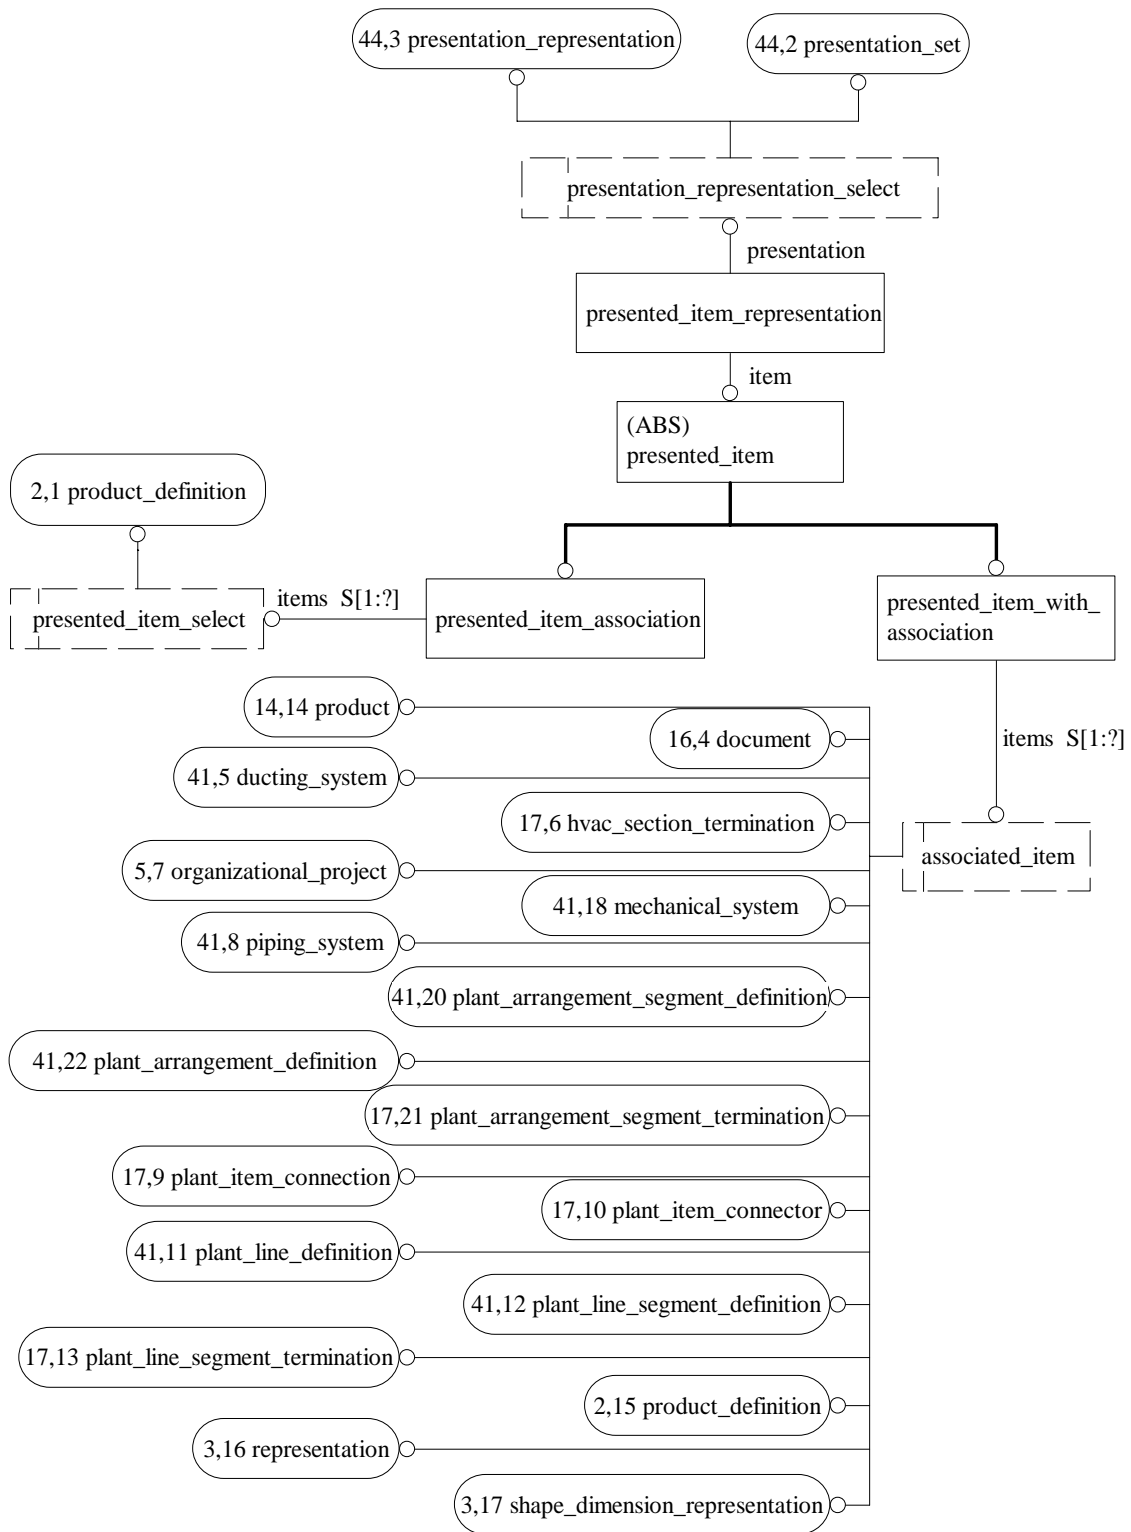 44,3 presentation_representation
44,2 presentation_set
presentation_representation_select
presentation
presented_item_representation
item
(ABS)
presented_item
2,1 product_definition
items S[1:?]
presented_item_select
presented_item_association
presented_item_with_
association
14,14 product
16,4 document
items S[1:?]
41,5 ducting_system
17,6 hvac_section_termination
associated_item
5,7 organizational_project
41,18 mechanical_system
41,8 piping_system
41,20 plant_arrangement_segment_definition
41,22 plant_arrangement_definition
17,21 plant_arrangement_segment_termination
17,9 plant_item_connection
17,10 plant_item_connector
41,11 plant_line_definition
41,12 plant_line_segment_definition
17,13 plant_line_segment_termination
2,15 product_definition
3,16 representation
3,17 shape_dimension_representation